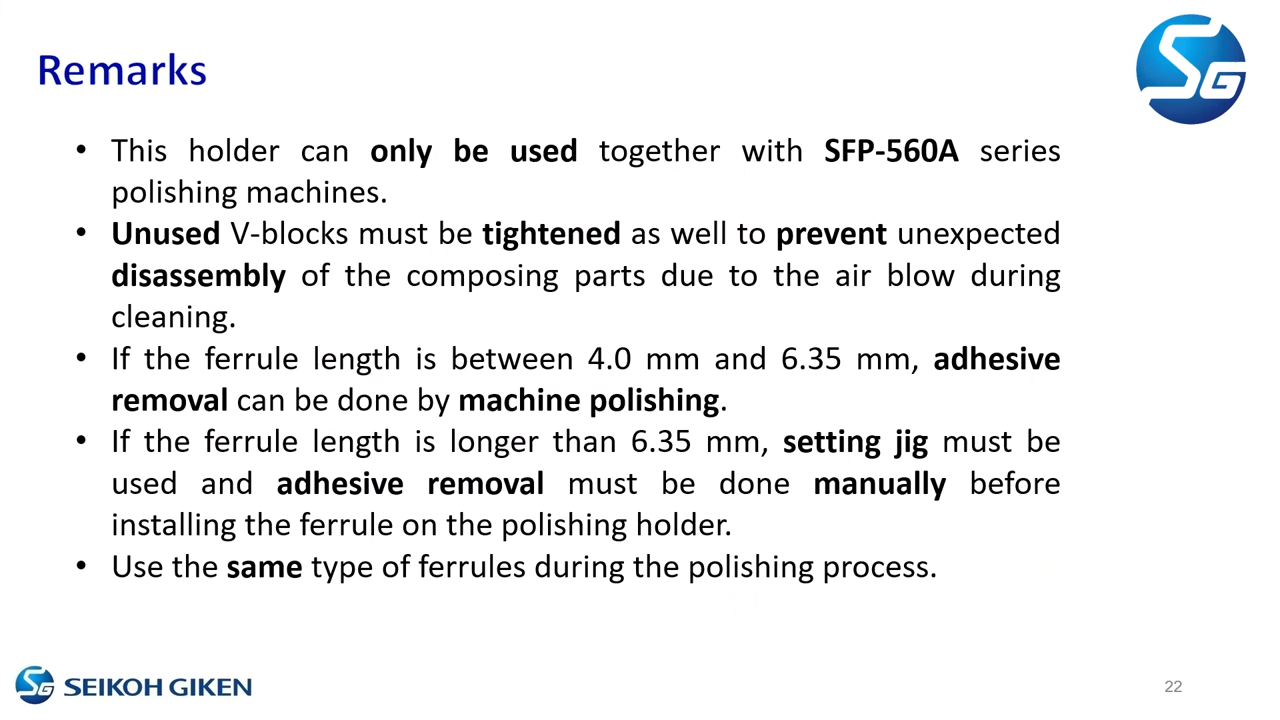 Remarks
SG
• This holder can only be used together with SFP-560A series
polishing machines.
• Unused V-blocks must be tightened as well to prevent unexpected
disassembly of the composing parts due to the air blow during
cleaning.
• If the ferrule length is between 4.0 mm and 6.35 mm, adhesive
removal can be done by machine polishing.
• If the ferrule length is longer than 6.35 mm, setting jig must be
used and adhesive removal must be done manually before
installing the ferrule on the polishing holder.
• Use the same type of ferrules during the polishing process.
SG SEIKOH GIKEN
22